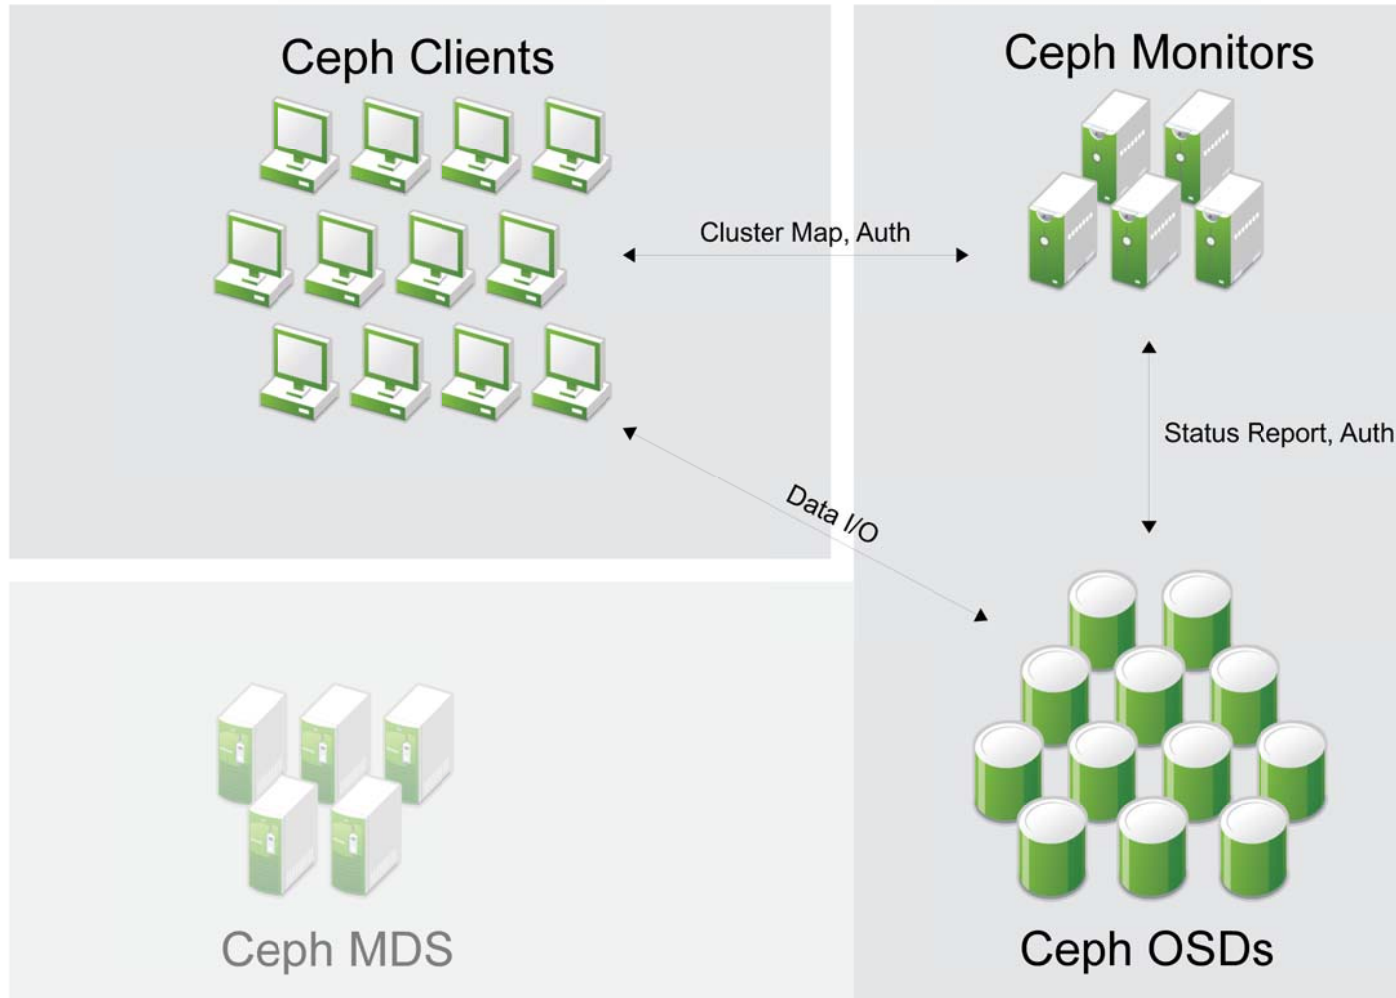 Ceph Clients
Ceph Monitors
Cluster Map, Auth
Status Report, Auth
Data I/O
Ceph MDS
Ceph OSDs